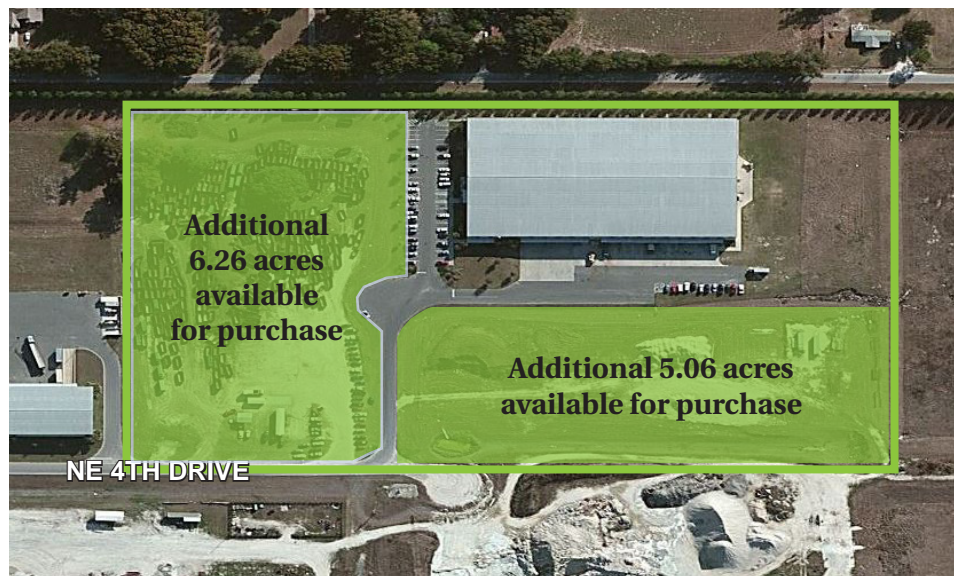 Additional
6.26 acres
available
for purchase
Additional 5.06 acres
available for purchase
NE 4TH DRIVE